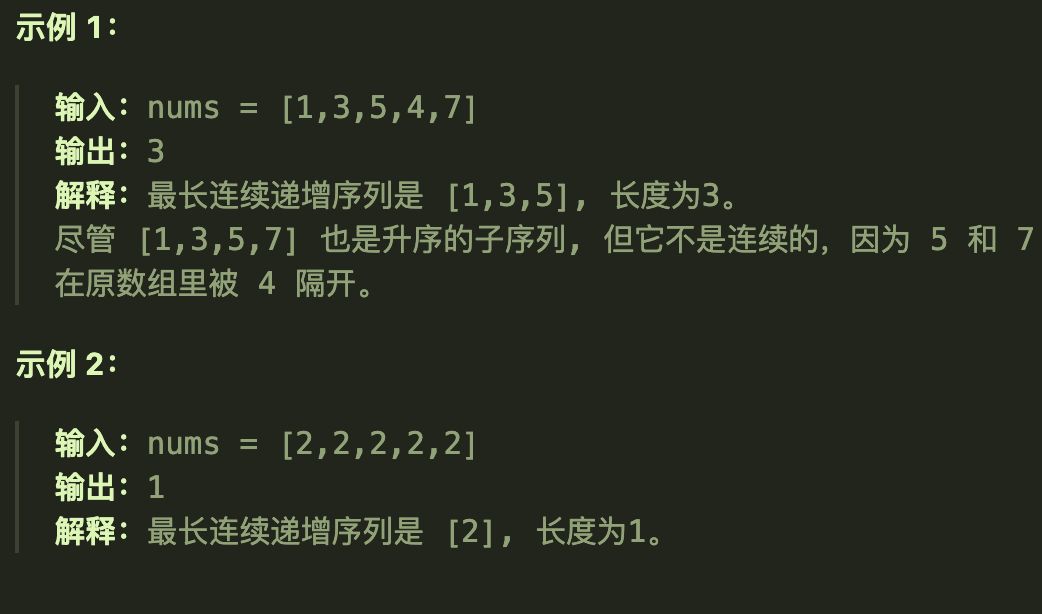 示例 1：
输入：nums = [1,3,5,4,7]
输出：3
解释：最长连续递增序列是 [1,3,5], 长度为3。
尽管 [1,3,5,7] 也是升序的子序列, 但它不是连续的，因为 5 和 7
在原数组里被 4 隔开。
示例 2：
输入：nums = [2,2,2,2,2]
输出：1
解释：最长连续递增序列是 [2], 长度为1。